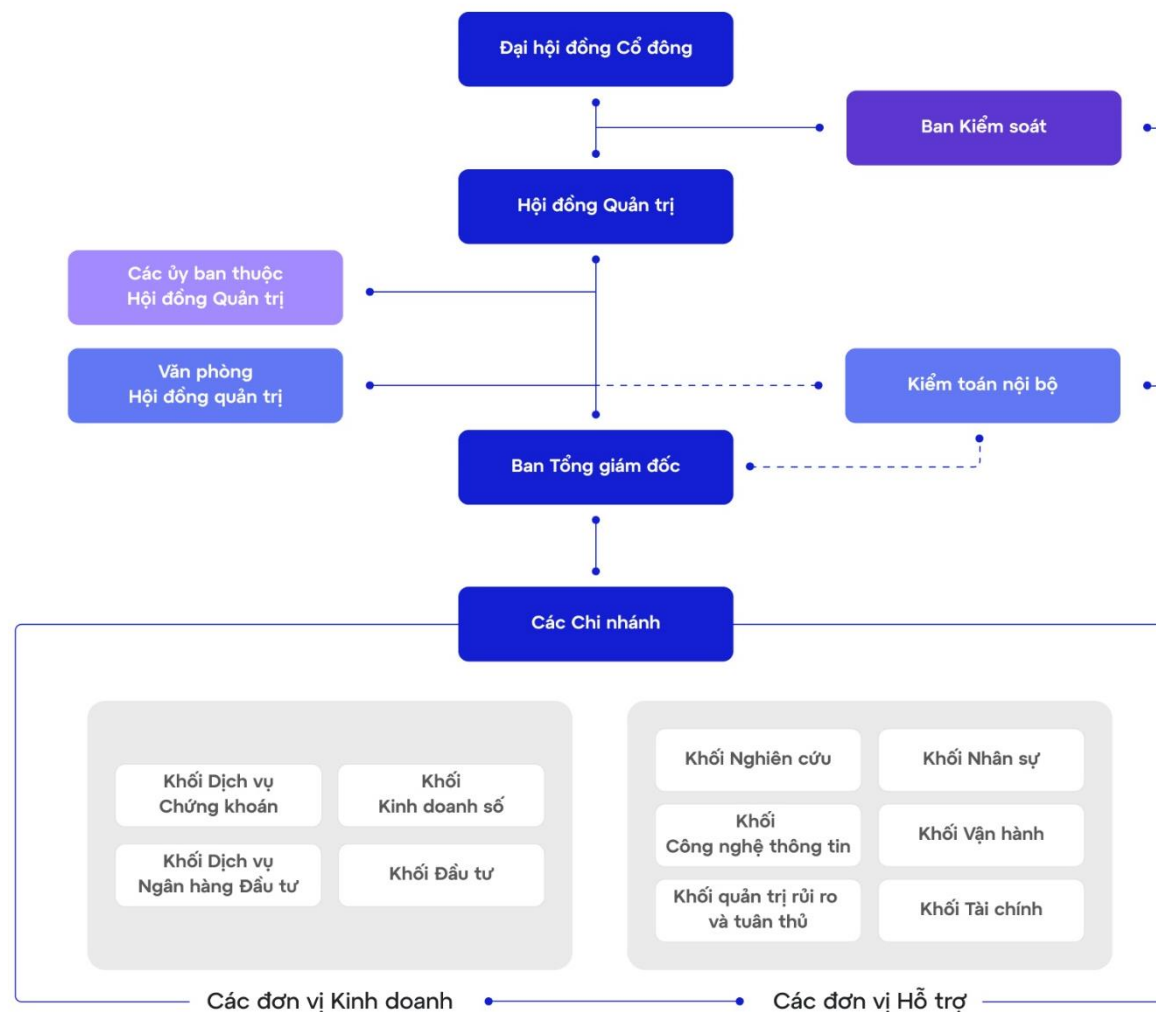 Đại hội đồng Cổ đông
Ban Kiểm soát
Hội đồng Quản trị
Các ủy ban thuộc
Hội đồng Quản trị
Văn phòng
Hội đồng quản trị
Kiểm toán nội bộ
Ban Tổng giám đốc
Các Chi nhánh
Khối Dịch vụ
Chứng khoán
Khối
Kinh doanh số
Khối Dịch vụ
Ngân hàng Đầu tư
Khối Đầu tư
Khối Nghiên cứu
Khối Nhân sự
Khối
Công nghệ thông tin
Khối Vận hành
Khối quản trị rủi ro
và tuân thủ
Khối Tài chính
Các đơn vị Kinh doanh
Các đơn vị Hỗ trợ